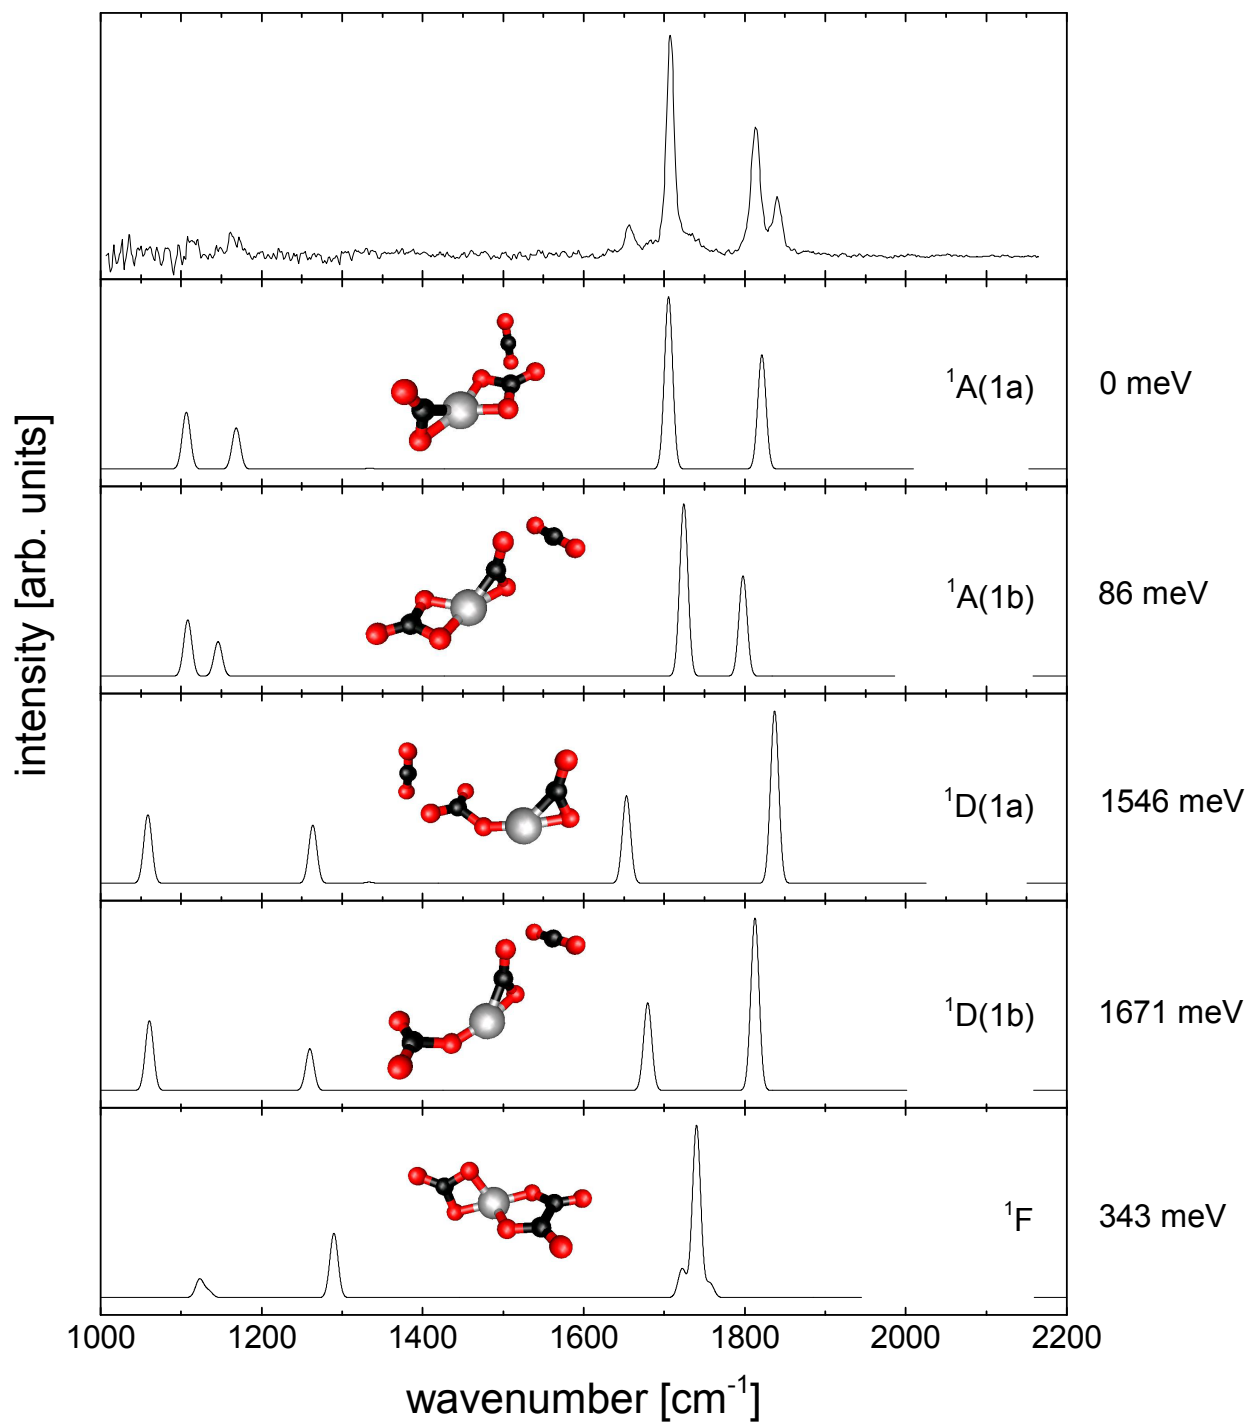 intensity [arb. units]
¹A(1a) 0 meV
¹A(1b) 86 meV
¹D(1a) 1546 meV
¹D(1b) 1671 meV
¹F 343 meV
1000 1200 1400 1600 1800 2000 2200
wavenumber [cm⁻¹]